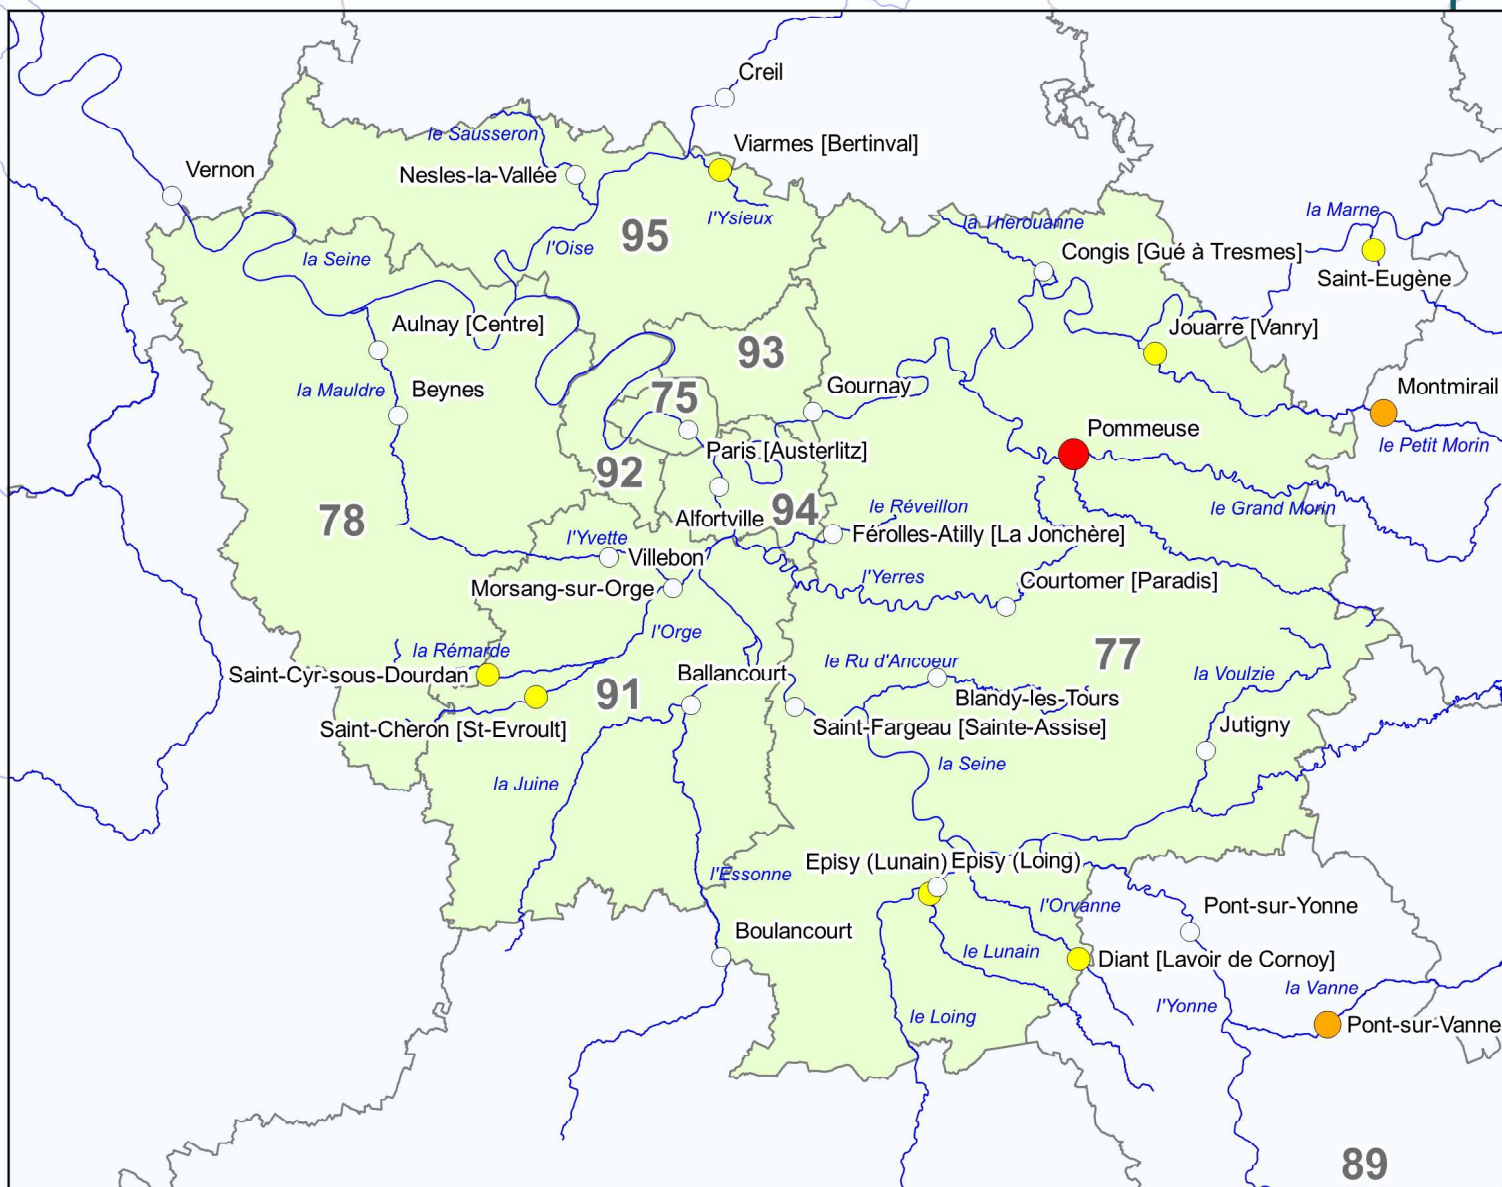 Creil
Viarmes [Bertinval]
le Sausseron
Vernon
Nesles-la-Vallée
l'Ysieux
la Marne
la Thérouanne
95
l'Oise
Congis [Gué à Tresmes]
la Seine
Saint-Eugène
Aulnay [Centre]
Jouarre [Vanry]
93
la Mauldre
Beynes
75
Gournay
Montmirail
Pommeuse
le Petit Morin
Paris [Austerlitz]
92
le Réveillon
le Grand Morin
78
Alfortville
94
l'Yvette
Férolles-Atilly [La Jonchère]
Villebon
Morsang-sur-Orge
l'Yerres
Courtomer [Paradis]
l'Orge
la Rémarde
77
Saint-Cyr-sous-Dourdan
Ballancourt
le Ru d'Ancoeur
la Voulzie
91
Blandy-les-Tours
Saint-Cheron [St-Evroult]
Saint-Fargeau [Sainte-Assise]
Jutigny
la Seine
la Juine
l'Essonne
Episy (Lunain)
Episy (Loing)
l'Orvanne
Pont-sur-Yonne
Boulancourt
le Lunain
Diant [Lavoir de Cornoy]
la Vanne
l'Yonne
le Loing
Pont-sur-Vanne
89